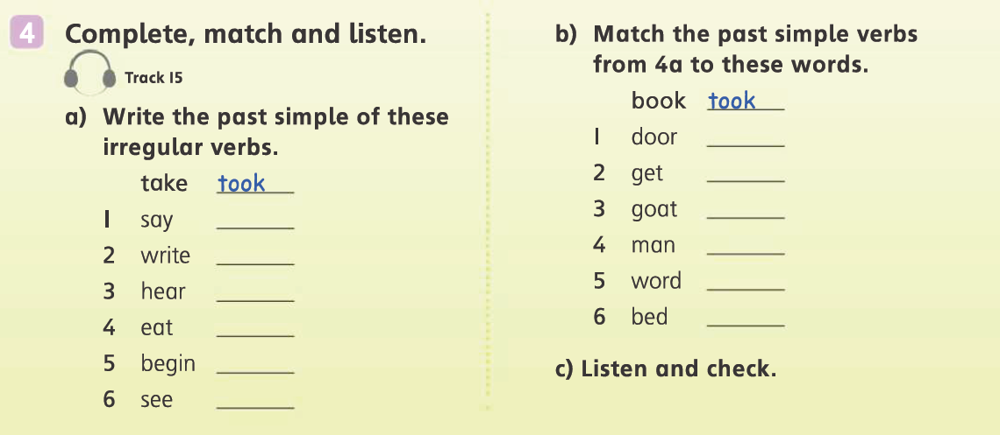 4 Complete, match and listen.
Track 15
a) Write the past simple of these
irregular verbs.
take took
1 say
2 write
3 hear
4 eat
5 begin
6 see
b) Match the past simple verbs
from 4a to these words.
book took
1 door
2 get
3 goat
4 man
5 word
6 bed
c) Listen and check.